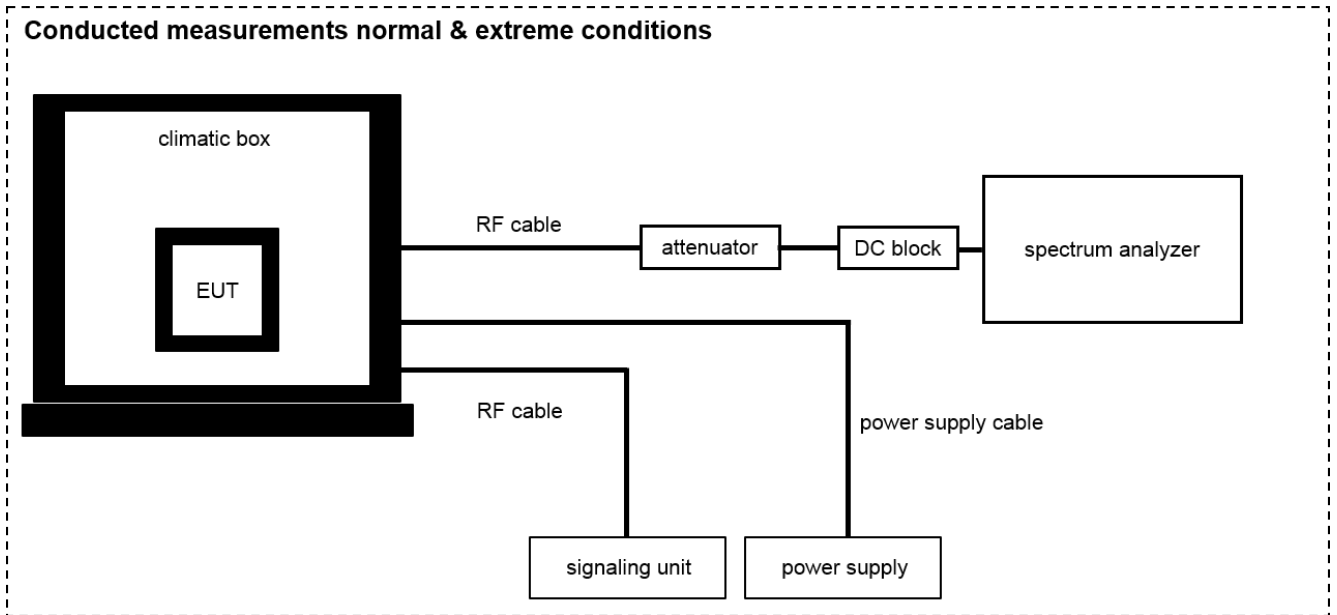 Conducted measurements normal & extreme conditions
climatic box
EUT
RF cable
attenuator
DC block
spectrum analyzer
RF cable
power supply cable
signaling unit
power supply